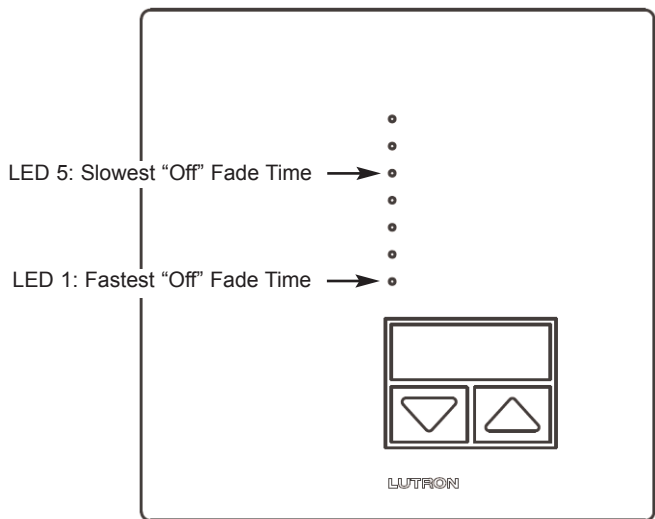 LED 5: Slowest “Off” Fade Time
LED 1: Fastest “Off” Fade Time
LUTRON